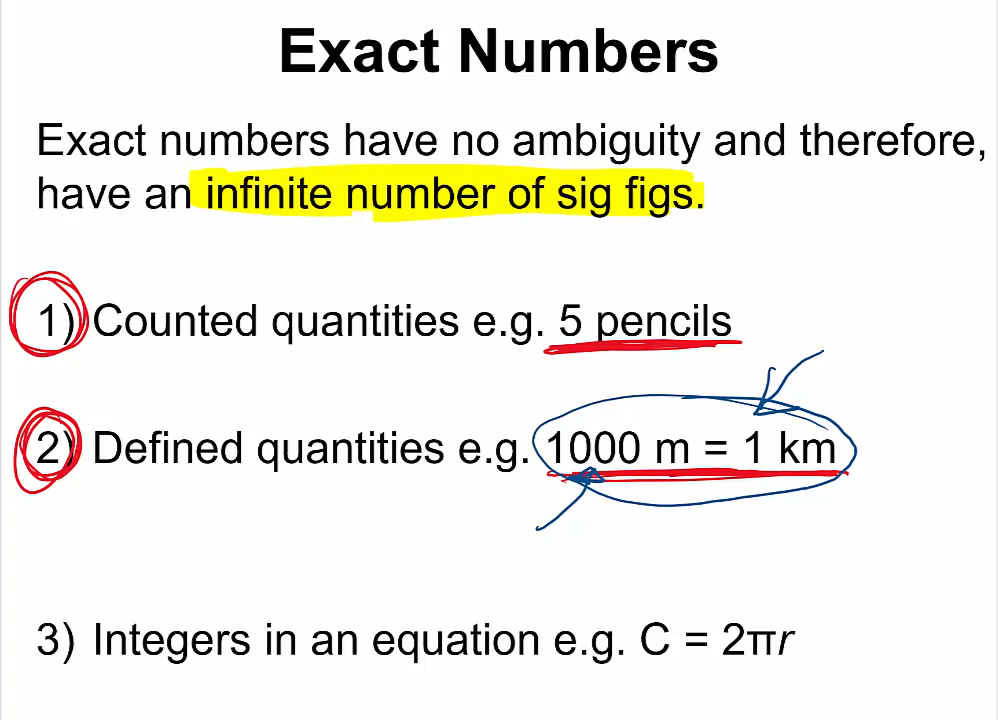 Exact Numbers
Exact numbers have no ambiguity and therefore,
have an infinite number of sig figs.
1) Counted quantities e.g. 5 pencils
2) Defined quantities e.g. 1000 m = 1 km
3) Integers in an equation e.g. C = 2πr